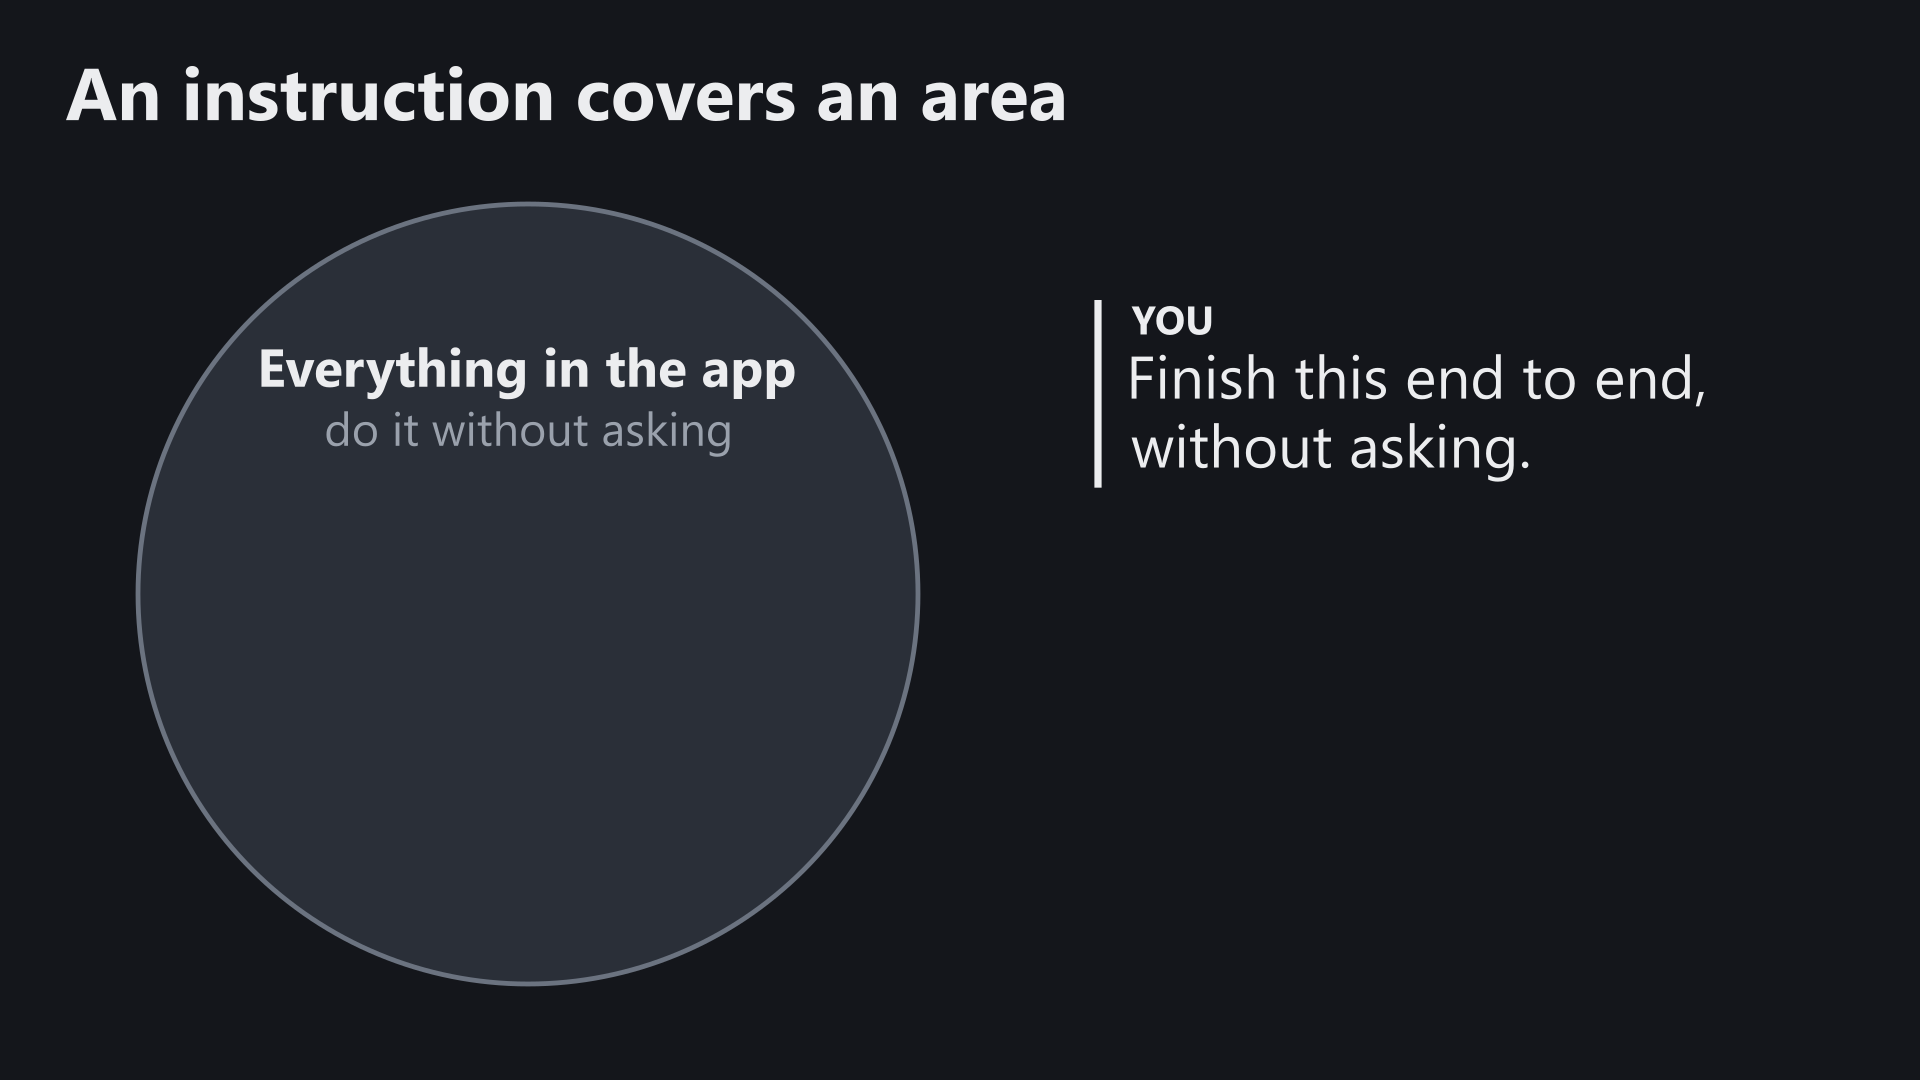 An instruction covers an area
Everything in the app
do it without asking
YOU
Finish this end to end,
without asking.